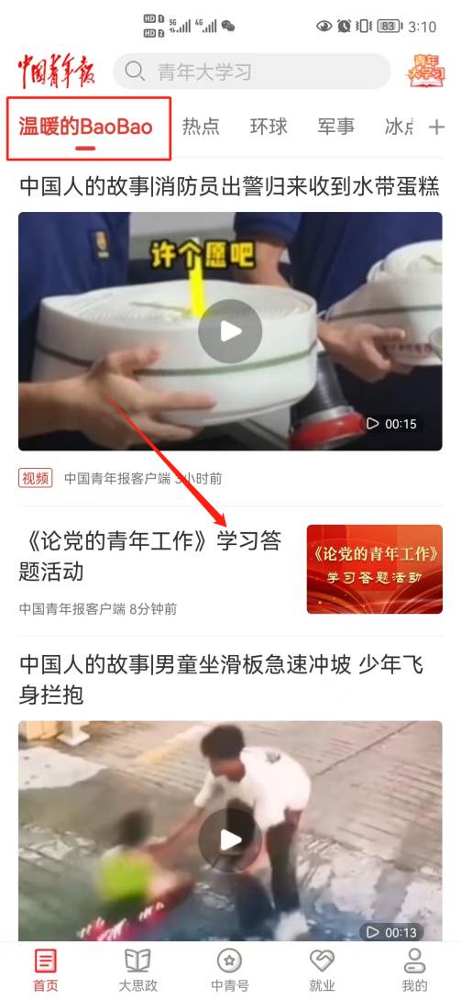 HD 1 5G 4G 83 3:10
HD 2
中国青年报
青年大学习
青年
大学习
温暖的BaoBao 热点 环球 军事 冰
中国人的故事|消防员出警归来收到水带蛋糕
许个愿吧
00:15
视频 中国青年报客户端 3小时前
《论党的青年工作》学习答
题活动
《论党的青年工作》
学习答题活动
中国青年报客户端 8分钟前
中国人的故事|男童坐滑板急速冲坡 少年飞
身拦抱
00:13
首页 大思政 中青号 就业 我的